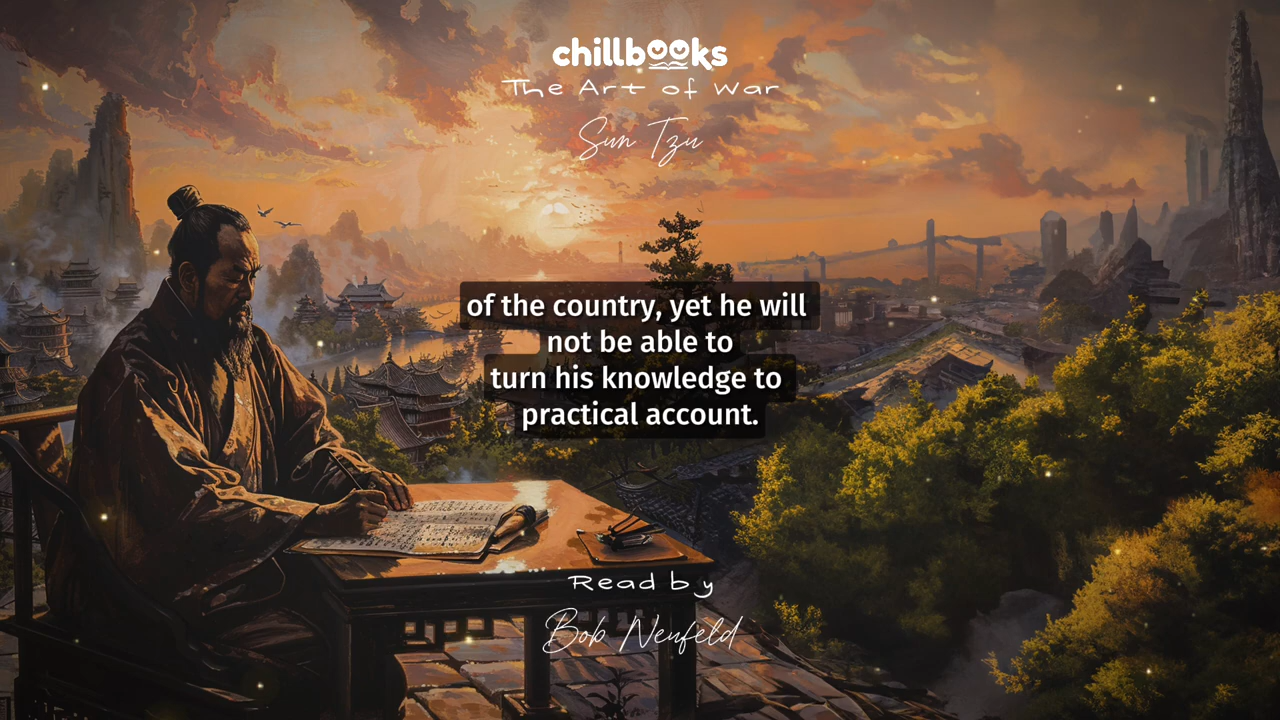 chillbooks
The Art of War
Sun Tzu
of the country, yet he will
not be able to
turn his knowledge to
practical account.
Read by
Bob Neufeld